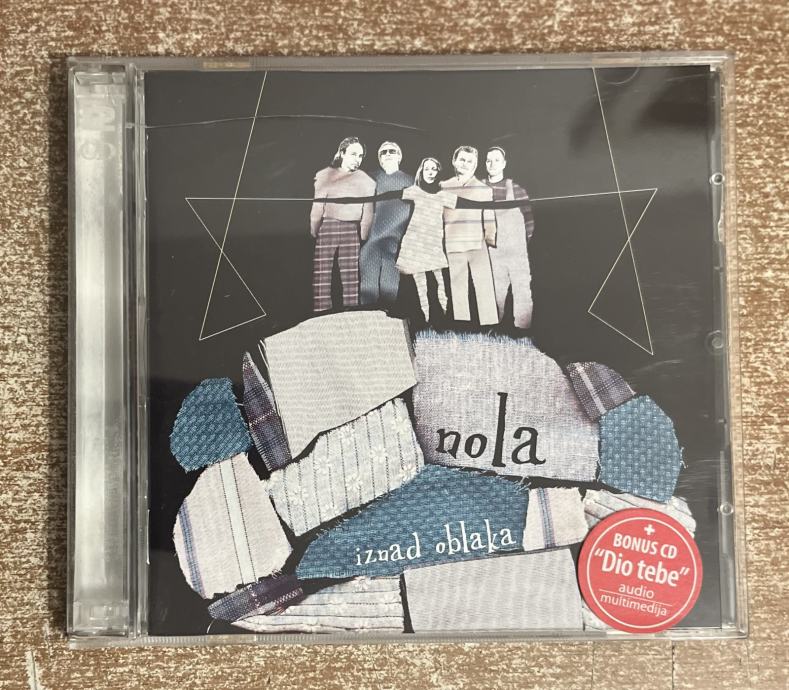 nola
iznad oblaka
+
BONUS CD
"Dio tebe"
audio
multimedija